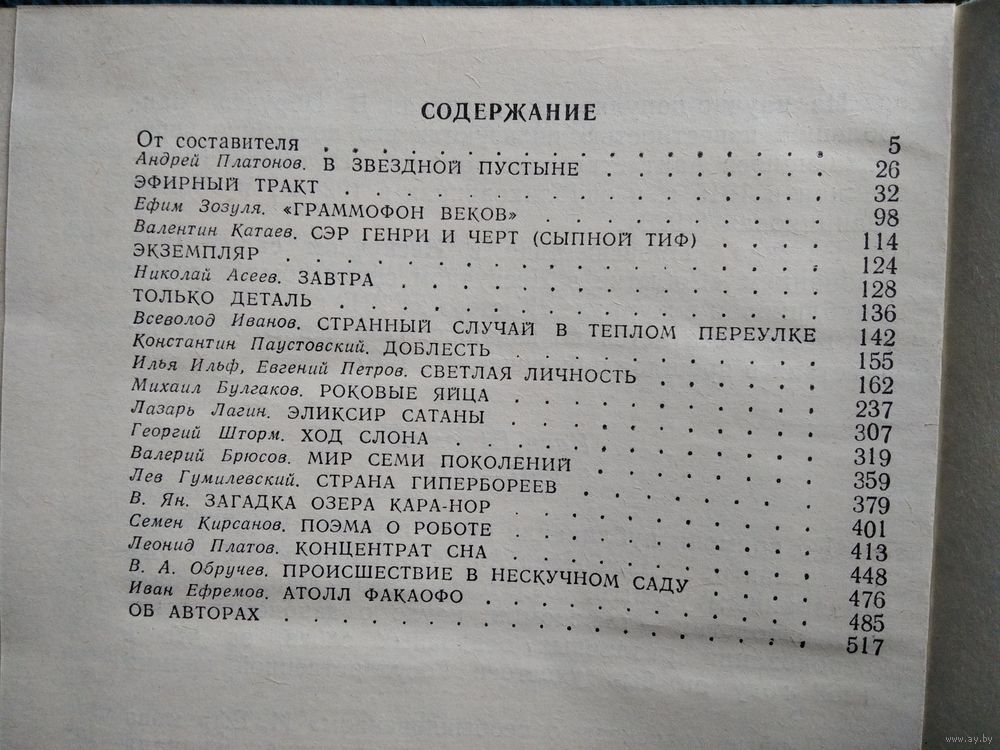 СОДЕРЖАНИЕ
От составителя . . . . . . . . . . . . . . . . 5
Андрей Платонов. В ЗВЕЗДНОЙ ПУСТЫНЕ . . . . . . . 26
ЭФИРНЫЙ ТРАКТ . . . . . . . . . . . . . . . 32
Ефим Зозуля. «ГРАММОФОН ВЕКОВ» . . . . . . . . . 98
Валентин Катаев. СЭР ГЕНРИ И ЧЕРТ (СЫПНОЙ ТИФ) . . . . 114
ЭКЗЕМПЛЯР . . . . . . . . . . . . . . . . . 124
Николай Асеев. ЗАВТРА . . . . . . . . . . . . . 128
ТОЛЬКО ДЕТАЛЬ . . . . . . . . . . . . . . . 136
Всеволод Иванов. СТРАННЫЙ СЛУЧАЙ В ТЕПЛОМ ПЕРЕУЛКЕ 142
Константин Паустовский. ДОБЛЕСТЬ . . . . . . . . . . 155
Илья Ильф, Евгений Петров. СВЕТЛАЯ ЛИЧНОСТЬ . . . . . . 162
Михаил Булгаков. РОКОВЫЕ ЯЙЦА . . . . . . . . . . 237
Лазарь Лагин. ЭЛИКСИР САТАНЫ . . . . . . . . . . 307
Георгий Шторм. ХОД СЛОНА . . . . . . . . . . . . 319
Валерий Брюсов. МИР СЕМИ ПОКОЛЕНИЙ . . . . . . . . 359
Лев Гумилевский. СТРАНА ГИПЕРБОРЕЕВ . . . . . . . . 379
В. Ян. ЗАГАДКА ОЗЕРА КАРА-НОР . . . . . . . . . . 401
Семен Кирсанов. ПОЭМА О РОБОТЕ . . . . . . . . . . 413
Леонид Платов. КОНЦЕНТРАТ СНА . . . . . . . . . . 448
В. А. Обручев. ПРОИСШЕСТВИЕ В НЕСКУЧНОМ САДУ . . . . 476
Иван Ефремов. АТОЛЛ ФАКАОФО . . . . . . . . . . . 485
ОБ АВТОРАХ . . . . . . . . . . . . . . . . . 517
www.ay.by